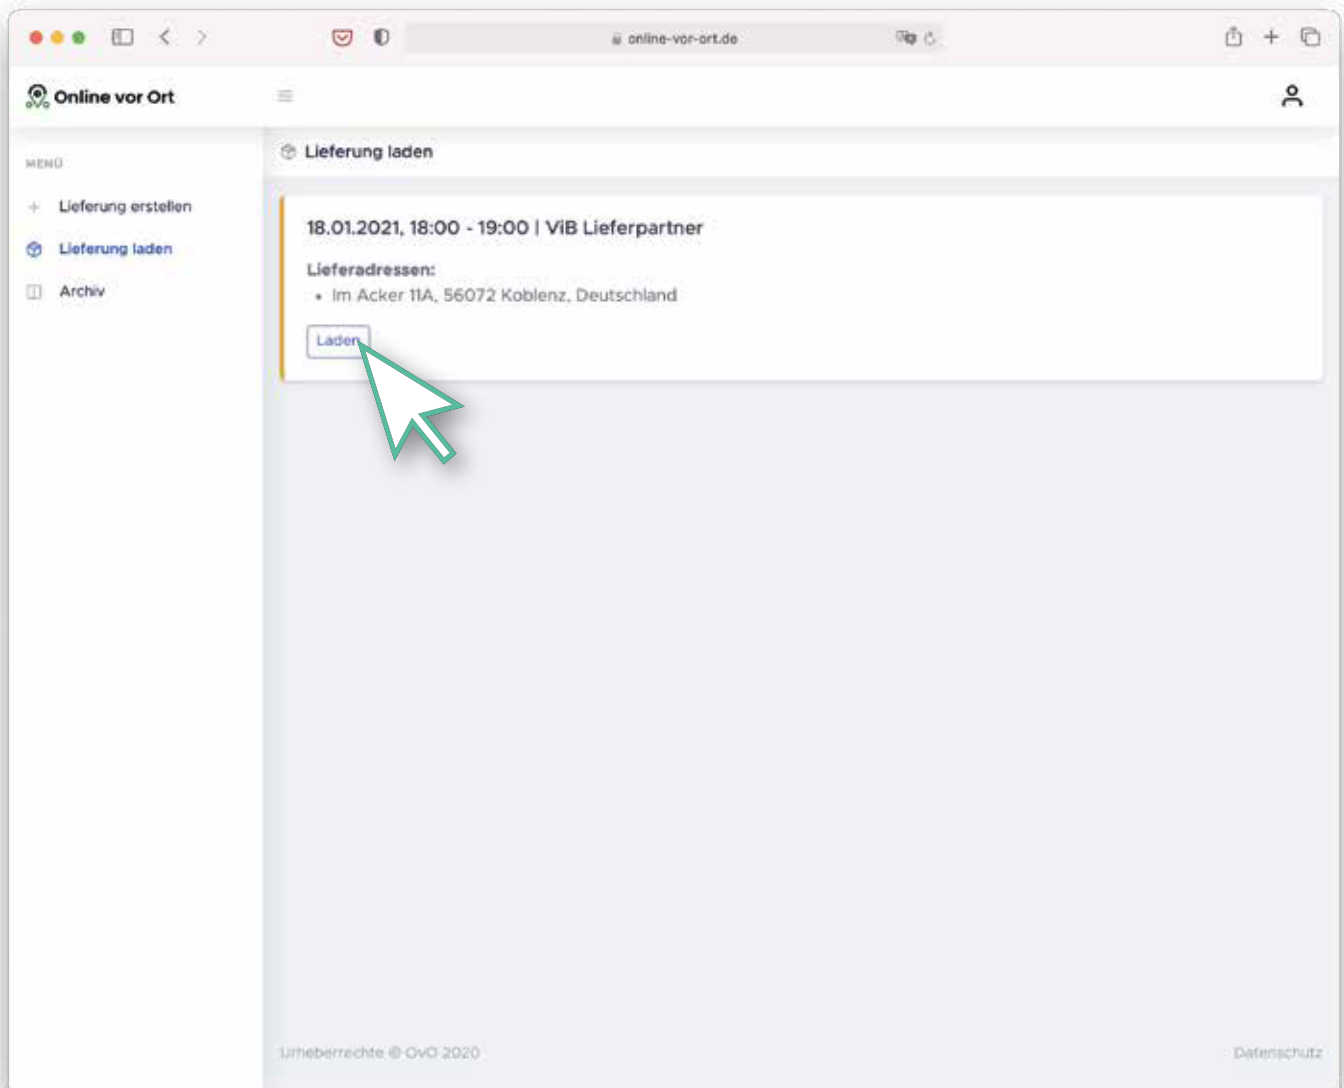 online-vor-ort.de
Online vor Ort
MENÜ
Lieferung erstellen
Lieferung laden
Archiv
Lieferung laden
18.01.2021, 18:00 - 19:00 | ViB Lieferpartner
Lieferadressen:
• Im Acker 11A, 56072 Koblenz, Deutschland
Laden
Urheberrechte © OvO 2020
Datenschutz